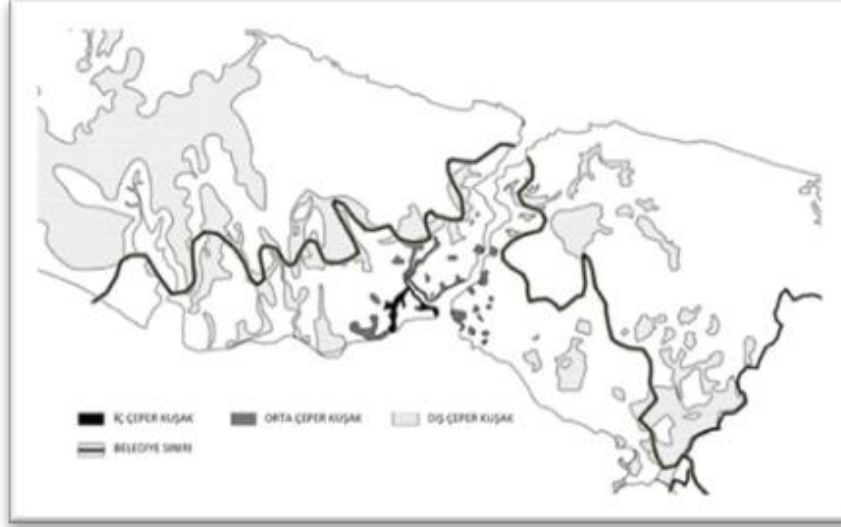 İÇ ÇEPER KUŞAK
ORTA ÇEPER KUŞAK
DIŞ ÇEPER KUŞAK
BELEDİYE SINIRI